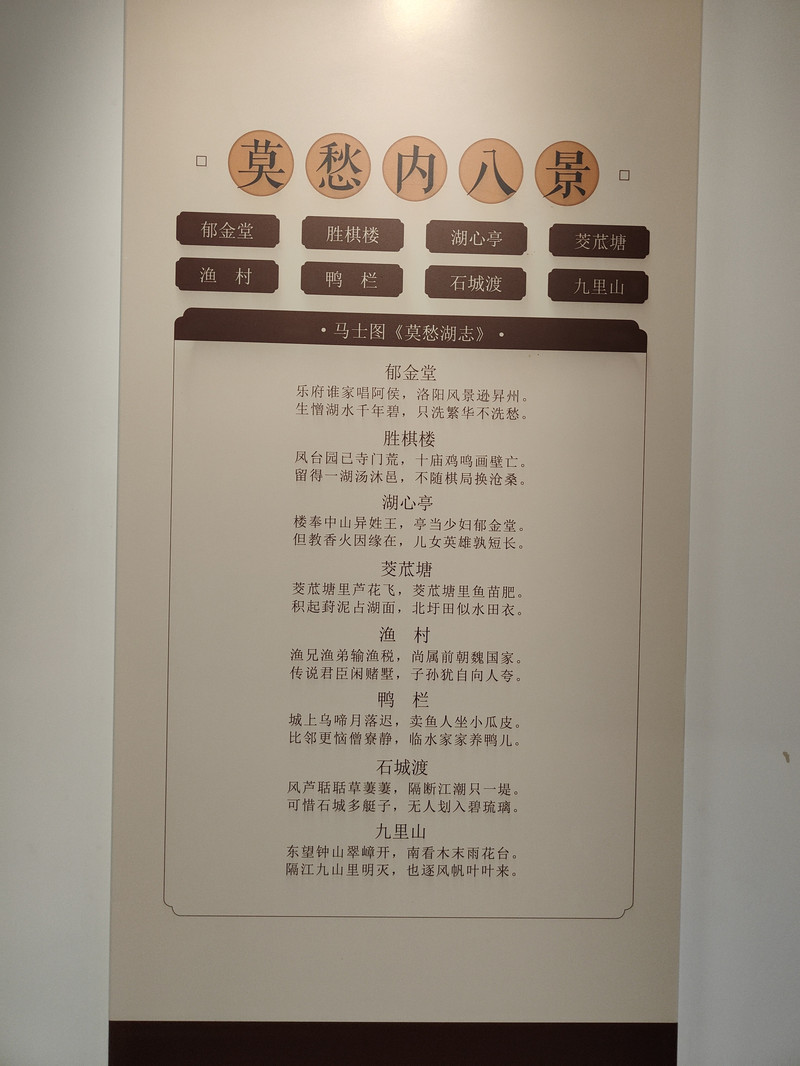 莫愁内八景
郁金堂 胜棋楼 湖心亭 茭苽塘
渔 村 鸭 栏 石城渡 九里山
·马士图《莫愁湖志》·
郁金堂
乐府谁家唱阿侯，洛阳风景逊昇州。
生憎湖水千年碧，只洗繁华不洗愁。
胜棋楼
凤台园已寺门荒，十庙鸡鸣画壁亡。
留得一湖汤沐邑，不随棋局换沧桑。
湖心亭
楼奉中山异姓王，亭当少妇郁金堂。
但教香火因缘在，儿女英雄孰短长。
茭苽塘
茭苽塘里芦花飞，茭苽塘里鱼苗肥。
积起葑泥占湖面，北圩田似水田衣。
渔 村
渔兄渔弟输渔税，尚属前朝魏国家。
传说君臣闲赌墅，子孙犹自向人夸。
鸭 栏
城上乌啼月落迟，卖鱼人坐小瓜皮。
比邻更恼僧寮静，临水家家养鸭儿。
石城渡
风芦聒聒草萋萋，隔断江潮只一堤。
可惜石城多艇子，无人划入碧琉璃。
九里山
东望钟山翠嶂开，南看木末雨花台。
隔江九山里明灭，也逐风帆叶叶来。